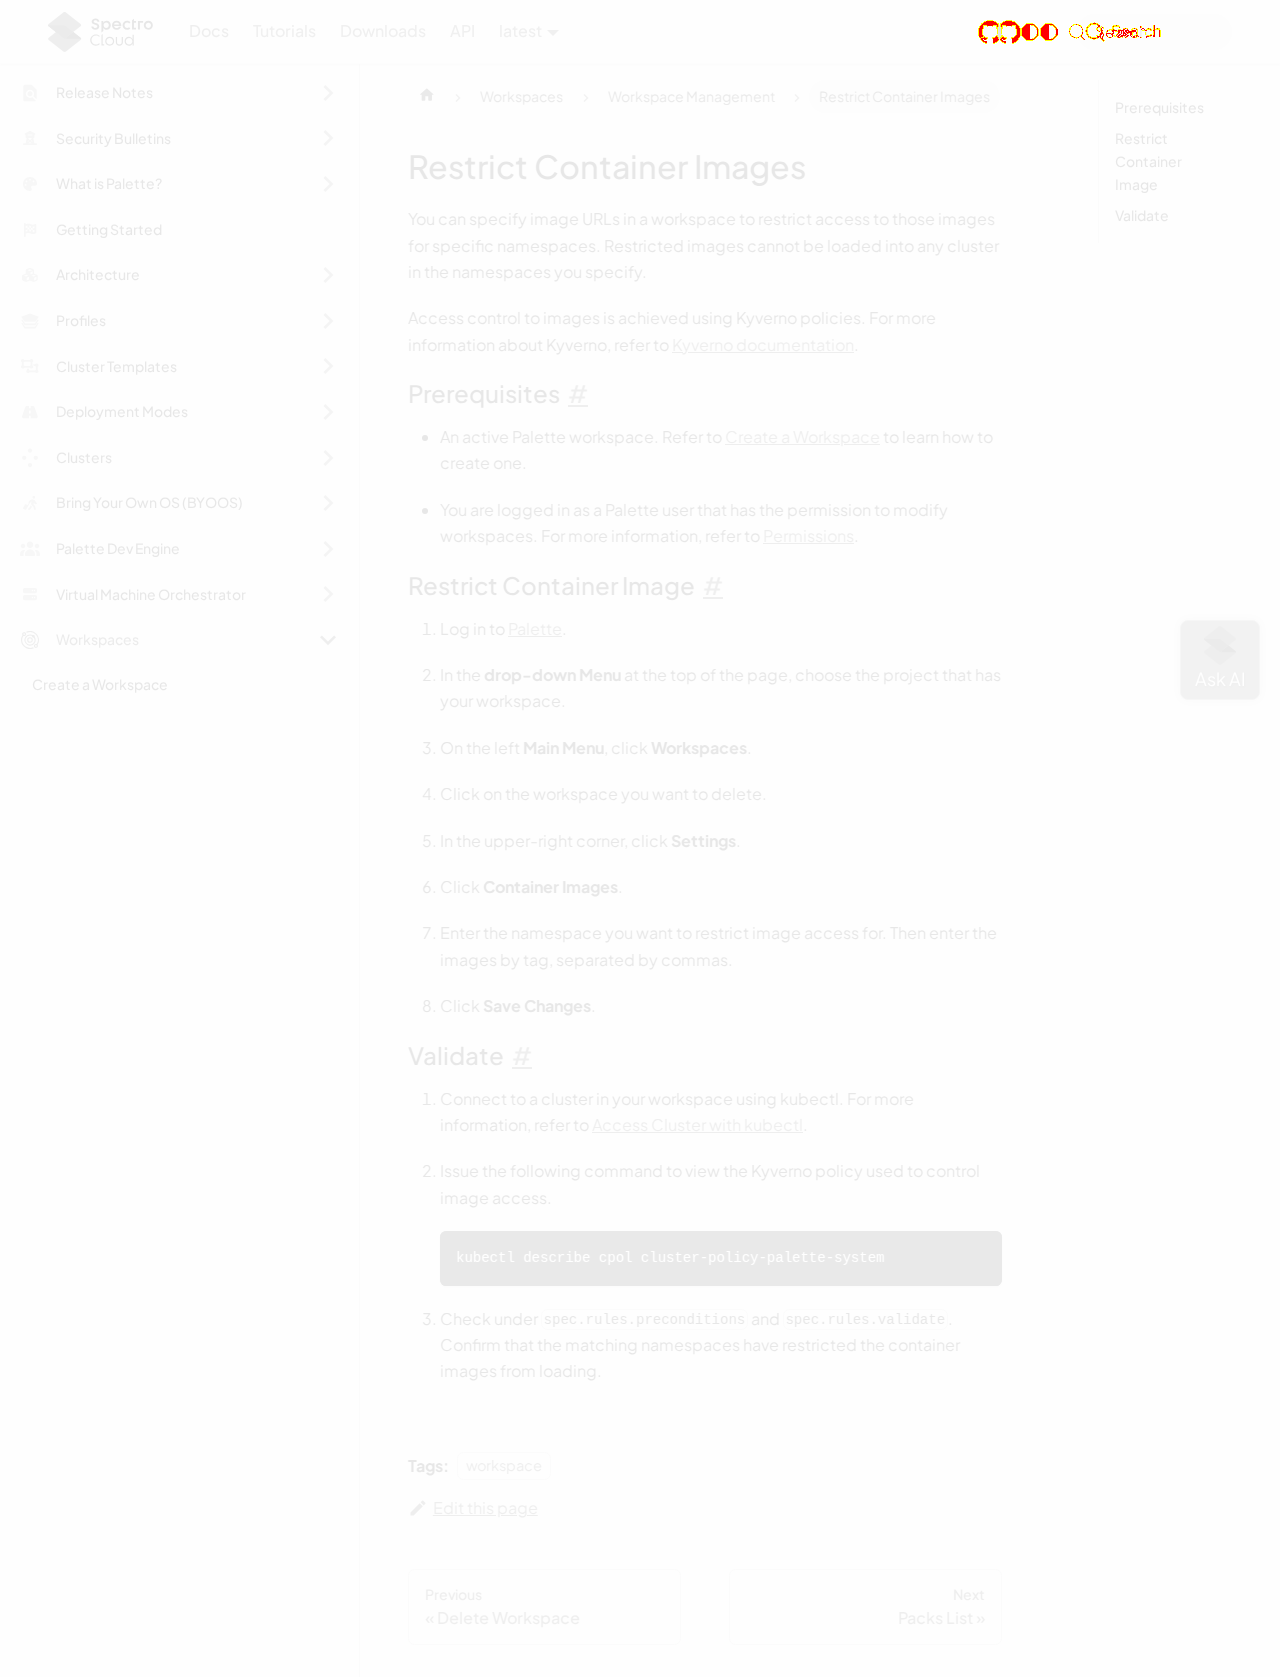 Spectro
Cloud
Docs
Tutorials
Downloads
API
latest
Search
Release Notes
Security Bulletins
What is Palette?
Getting Started
Architecture
Profiles
Cluster Templates
Deployment Modes
Clusters
Bring Your Own OS (BYOOS)
Palette Dev Engine
Virtual Machine Orchestrator
Workspaces
Create a Workspace
Workspaces
Workspace Management
Restrict Container Images
Restrict Container Images
You can specify image URLs in a workspace to restrict access to those images
for specific namespaces. Restricted images cannot be loaded into any cluster
in the namespaces you specify.
Access control to images is achieved using Kyverno policies. For more
information about Kyverno, refer to Kyverno documentation.
Prerequisites #
An active Palette workspace. Refer to Create a Workspace to learn how to
create one.
You are logged in as a Palette user that has the permission to modify
workspaces. For more information, refer to Permissions.
Restrict Container Image #
1. Log in to Palette.
2. In the drop-down Menu at the top of the page, choose the project that has
your workspace.
3. On the left Main Menu, click Workspaces.
4. Click on the workspace you want to delete.
5. In the upper-right corner, click Settings.
6. Click Container Images.
7. Enter the namespace you want to restrict image access for. Then enter the
images by tag, separated by commas.
8. Click Save Changes.
Validate #
1. Connect to a cluster in your workspace using kubectl. For more
information, refer to Access Cluster with kubectl.
2. Issue the following command to view the Kyverno policy used to control
image access.
kubectl describe cpol cluster-policy-palette-system
3. Check under spec.rules.preconditions and spec.rules.validate.
Confirm that the matching namespaces have restricted the container
images from loading.
Tags: workspace
Edit this page
Previous
« Delete Workspace
Next
Packs List »
Prerequisites
Restrict
Container
Image
Validate
Ask AI